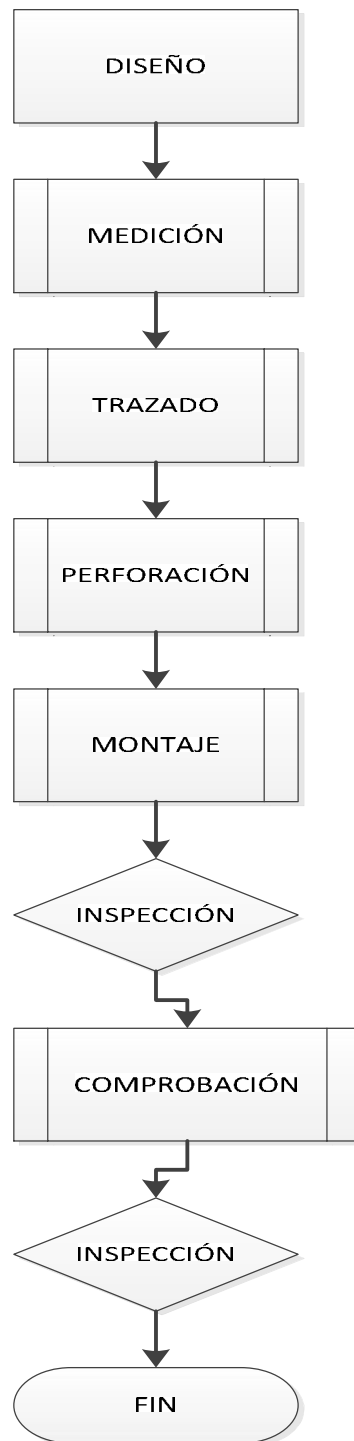 DISEÑO
MEDICIÓN
TRAZADO
PERFORACIÓN
MONTAJE
INSPECCIÓN
COMPROBACIÓN
INSPECCIÓN
FIN